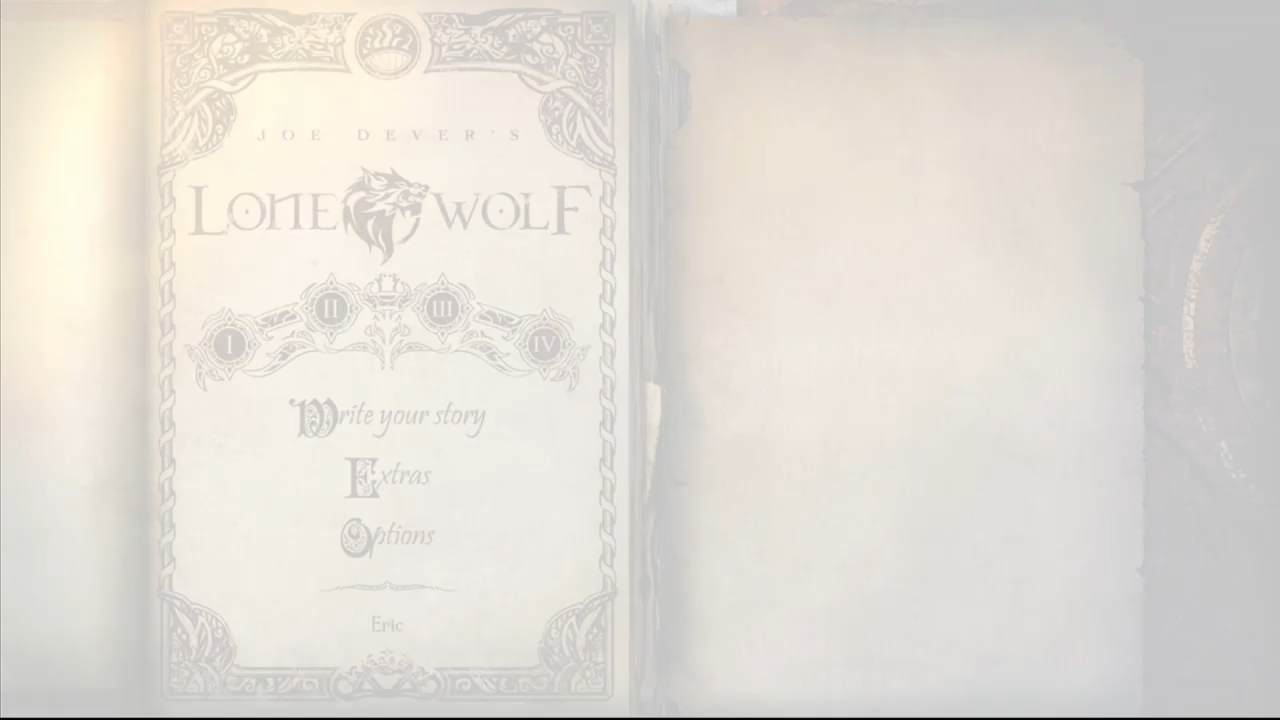 JOE DEVER'S
LONE WOLF
I II III IV
Write your story
Extras
Options
Eric